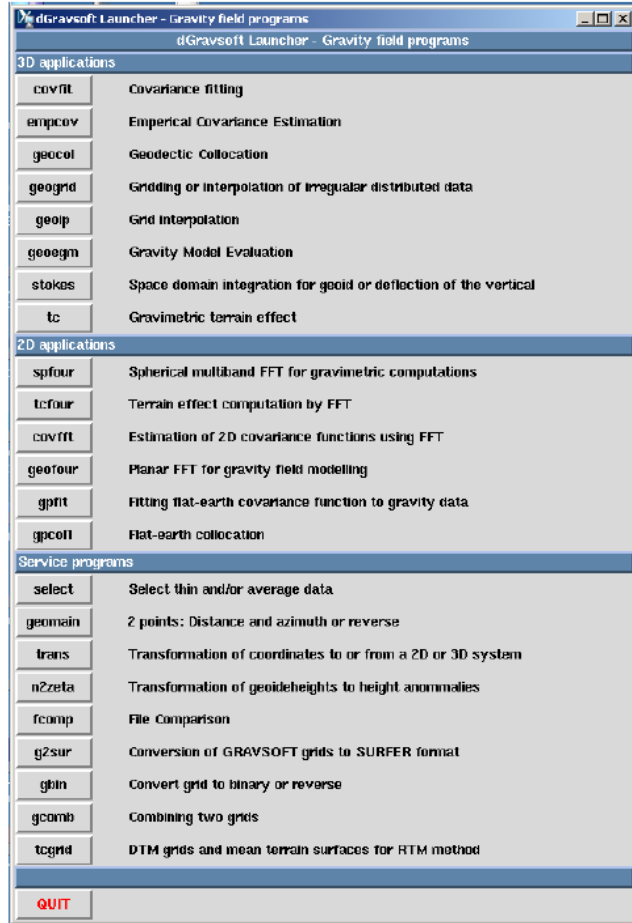 dGravsoft Launcher - Gravity field programs
dGravsoft Launcher - Gravity field programs
3D applications
covfit Covariance fitting
empcov Emperical Covariance Estimation
geocol Geodectic Collocation
geogrid Gridding or interpolation of irregualar distributed data
geoip Grid interpolation
geoegm Gravity Model Evaluation
stokes Space domain integration for geoid or deflection of the vertical
tc Gravimetric terrain effect
2D applications
spfour Spherical multiband FFT for gravimetric computations
tcfour Terrain effect computation by FFT
covfft Estimation of 2D covariance functions using FFT
geofour Planar FFT for gravity field modelling
gpfit Fitting flat-earth covariance function to gravity data
gpcol1 Flat-earth collocation
Service programs
select Select thin and/or average data
geomain 2 points: Distance and azimuth or reverse
trans Transformation of coordinates to or from a 2D or 3D system
n2zeta Transformation of geoideheights to height anommalies
fcomp File Comparison
g2sur Conversion of GRAVSOFT grids to SURFER format
gbin Convert grid to binary or reverse
gcomb Combining two grids
tcgrid DTM grids and mean terrain surfaces for RTM method
QUIT